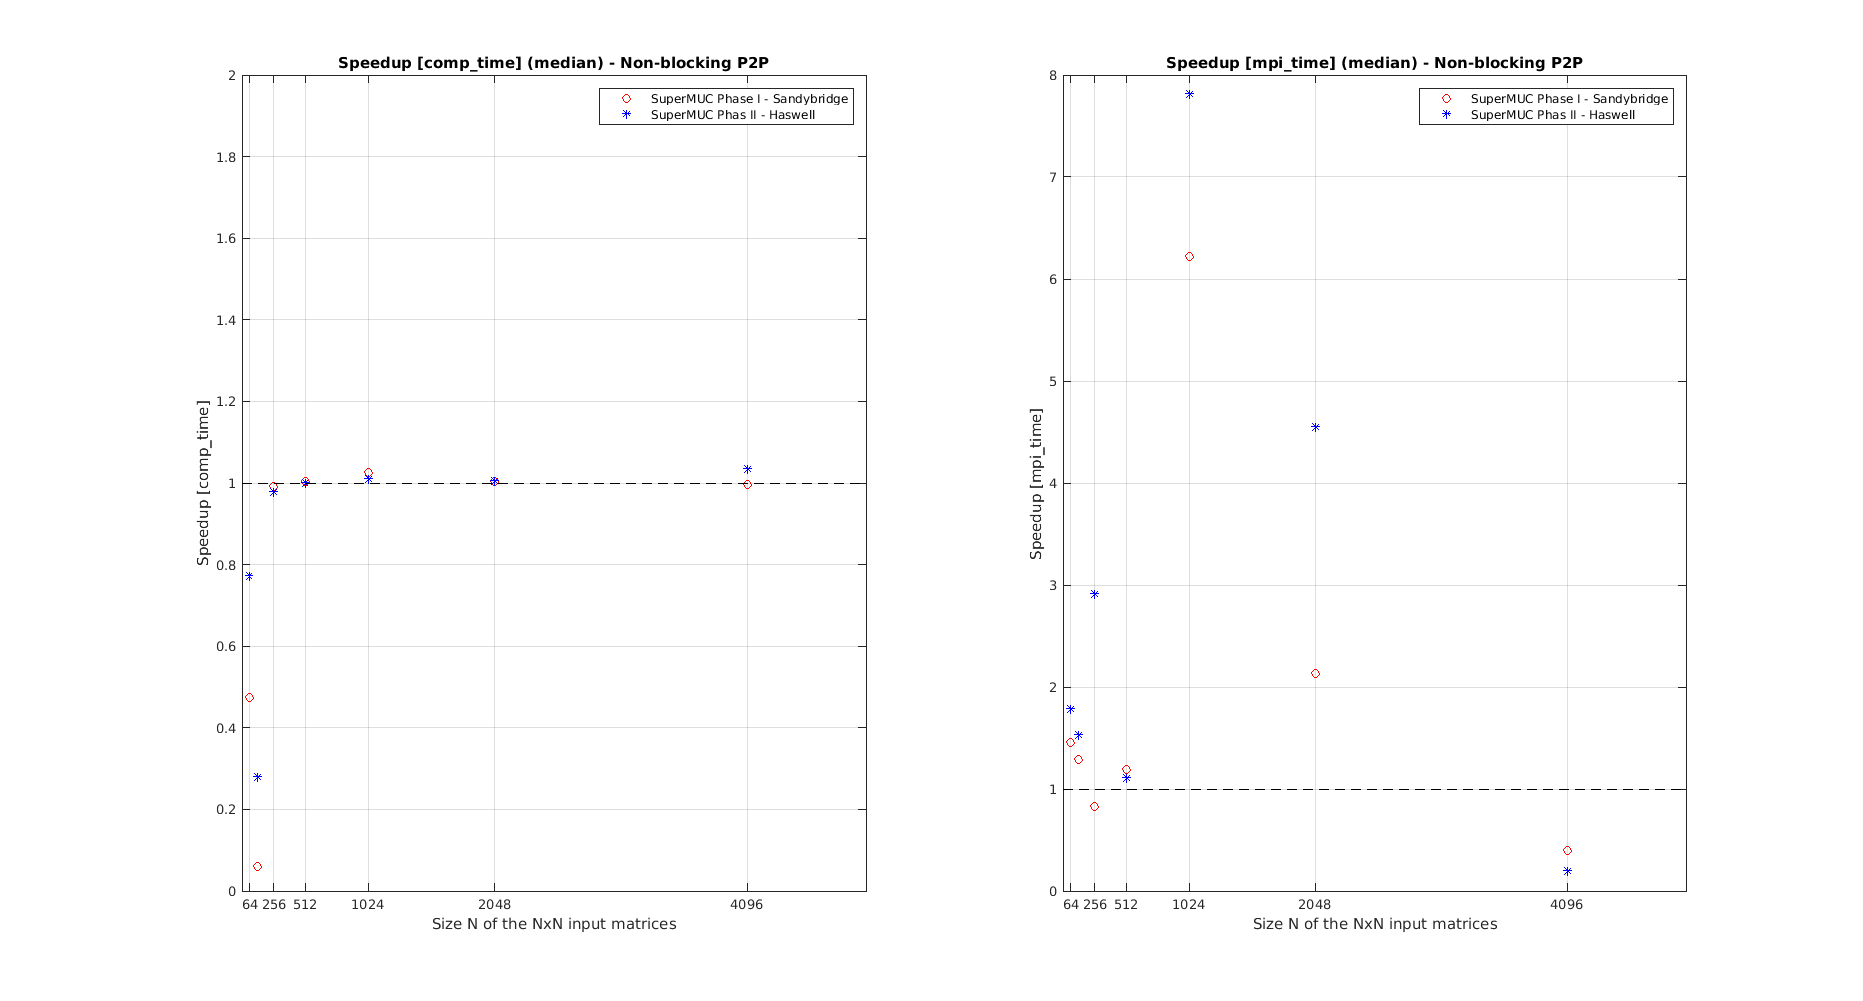 Speedup [comp_time] (median) - Non-blocking P2P
SuperMUC Phase I - Sandybridge
SuperMUC Phas II - Haswell
Speedup [comp_time]
2
1.8
1.6
1.4
1.2
1
0.8
0.6
0.4
0.2
0
64 256 512 1024 2048 4096
Size N of the NxN input matrices
Speedup [mpi_time] (median) - Non-blocking P2P
SuperMUC Phase I - Sandybridge
SuperMUC Phas II - Haswell
Speedup [mpi_time]
8
7
6
5
4
3
2
1
0
64 256 512 1024 2048 4096
Size N of the NxN input matrices